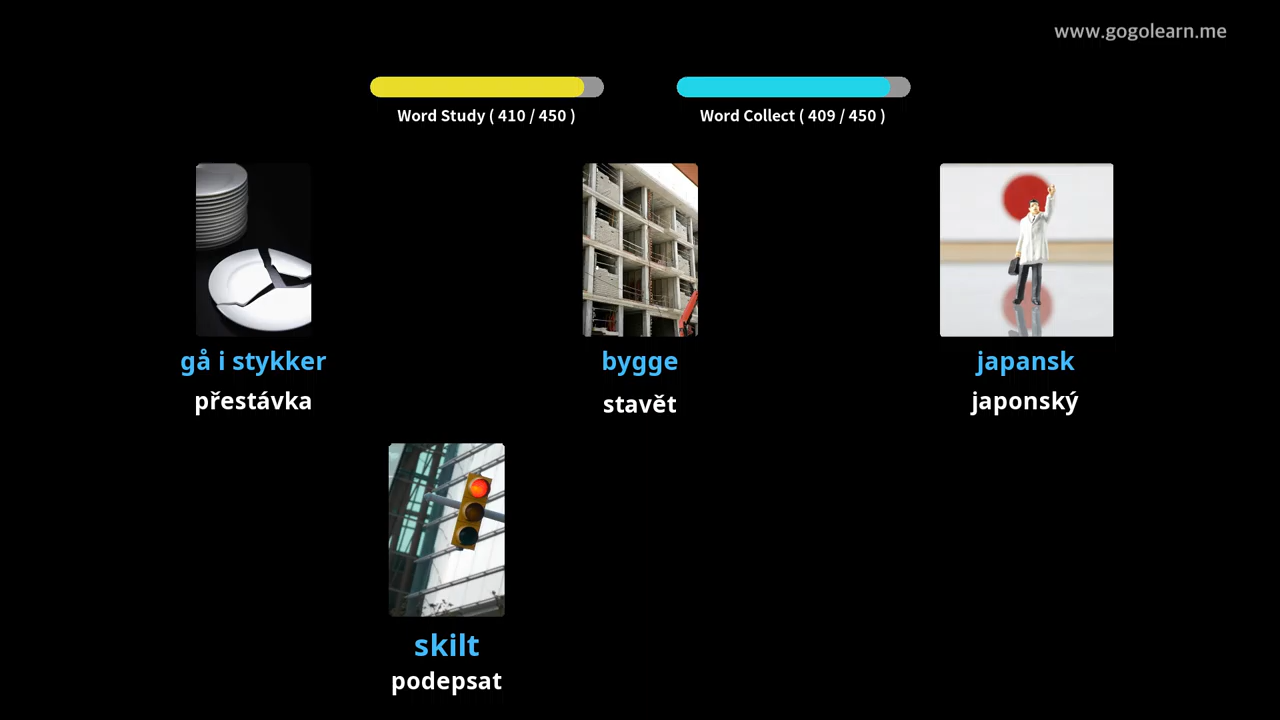 www.gogolearn.me
Word Study ( 410 / 450 )
Word Collect ( 409 / 450 )
gå i stykker
přestávka
bygge
stavět
japansk
japonský
skilt
podepsat